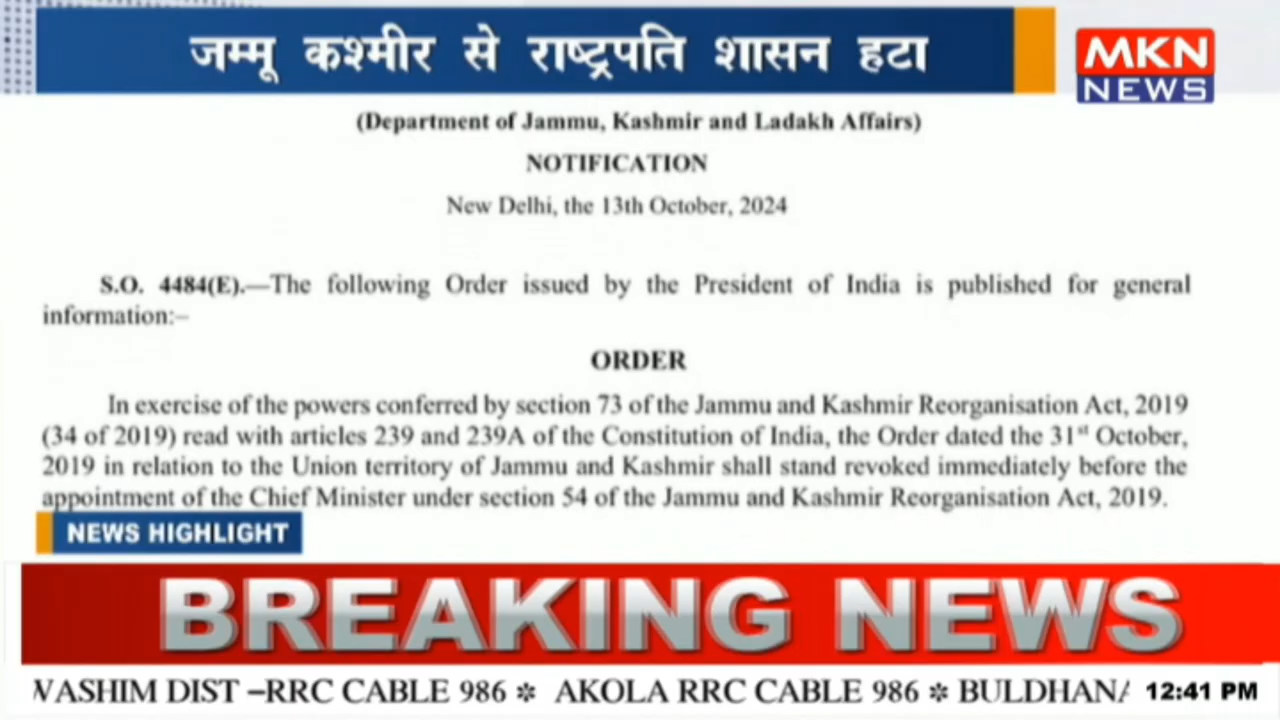 जम्मू कश्मीर से राष्ट्रपति शासन हटा
MKN
NEWS
(Department of Jammu, Kashmir and Ladakh Affairs)
NOTIFICATION
New Delhi, the 13th October, 2024
S.O. 4484(E).—The following Order issued by the President of India is published for general
information:–
ORDER
In exercise of the powers conferred by section 73 of the Jammu and Kashmir Reorganisation Act, 2019
(34 of 2019) read with articles 239 and 239A of the Constitution of India, the Order dated the 31st October,
2019 in relation to the Union territory of Jammu and Kashmir shall stand revoked immediately before the
appointment of the Chief Minister under section 54 of the Jammu and Kashmir Reorganisation Act, 2019.
NEWS HIGHLIGHT
BREAKING NEWS
WASHIM DIST –RRC CABLE 986 ✲ AKOLA RRC CABLE 986 ✲ BULDHANA 12:41 PM